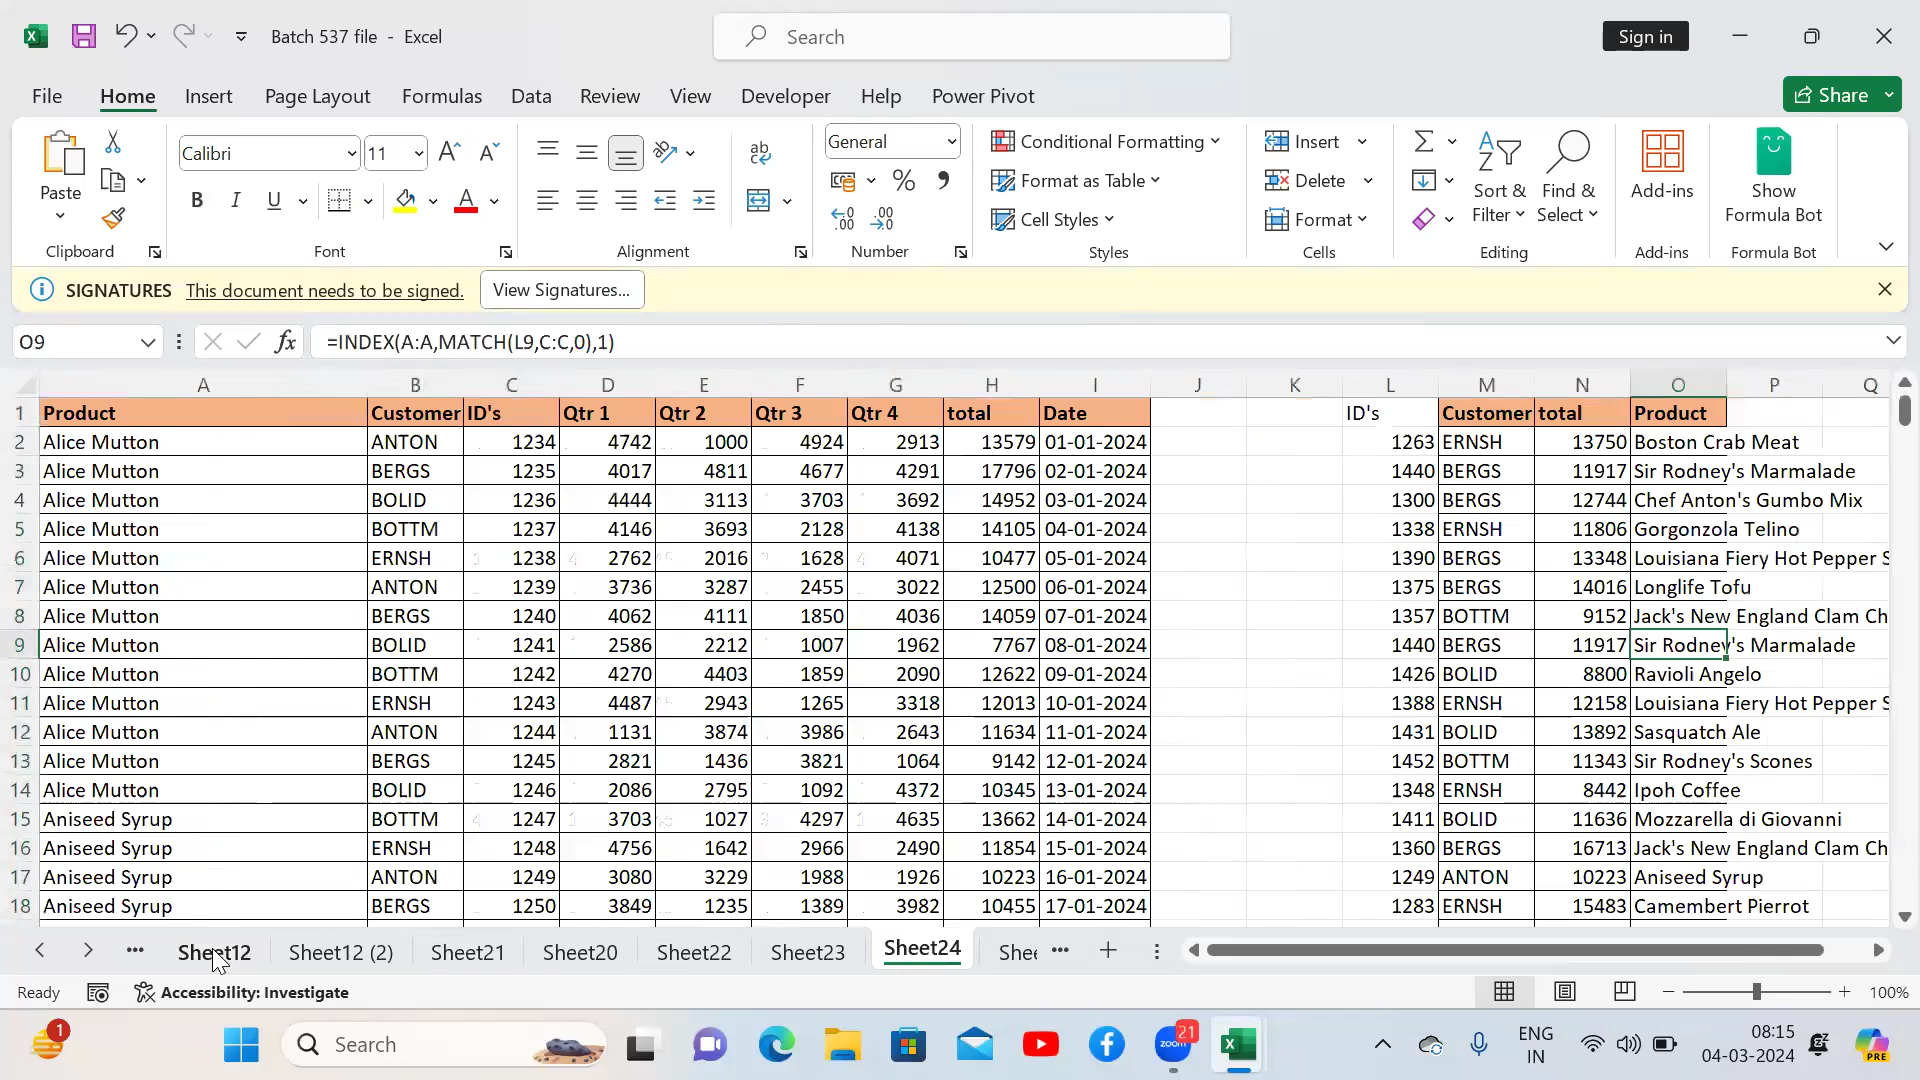 Batch 537 file - Excel
Search
Sign in
File Home Insert Page Layout Formulas Data Review View Developer Help Power Pivot
Share
Paste
Clipboard
Calibri 11
B I U
Font
ab
Alignment
General
% ,
.00
Number
Conditional Formatting
Format as Table
Cell Styles
Styles
Insert
Delete
Format
Cells
Sort & Filter
Find & Select
Editing
Add-ins
Add-ins
Show Formula Bot
Formula Bot
SIGNATURES This document needs to be signed. View Signatures...
O9 fx =INDEX(A:A,MATCH(L9,C:C,0),1)
A B C D E F G H I J K L M N O P Q
1 Product Customer ID's Qtr 1 Qtr 2 Qtr 3 Qtr 4 total Date ID's Customer total Product
2 Alice Mutton ANTON 1234 4742 1000 4924 2913 13579 01-01-2024 1263 ERNSH 13750 Boston Crab Meat
3 Alice Mutton BERGS 1235 4017 4811 4677 4291 17796 02-01-2024 1440 BERGS 11917 Sir Rodney's Marmalade
4 Alice Mutton BOLID 1236 4444 3113 3703 3692 14952 03-01-2024 1300 BERGS 12744 Chef Anton's Gumbo Mix
5 Alice Mutton BOTTM 1237 4146 3693 2128 4138 14105 04-01-2024 1338 ERNSH 11806 Gorgonzola Telino
6 Alice Mutton ERNSH 1238 2762 2016 1628 4071 10477 05-01-2024 1390 BERGS 13348 Louisiana Fiery Hot Pepper S
7 Alice Mutton ANTON 1239 3736 3287 2455 3022 12500 06-01-2024 1375 BERGS 14016 Longlife Tofu
8 Alice Mutton BERGS 1240 4062 4111 1850 4036 14059 07-01-2024 1357 BOTTM 9152 Jack's New England Clam Ch
9 Alice Mutton BOLID 1241 2586 2212 1007 1962 7767 08-01-2024 1440 BERGS 11917 Sir Rodney's Marmalade
10 Alice Mutton BOTTM 1242 4270 4403 1859 2090 12622 09-01-2024 1426 BOLID 8800 Ravioli Angelo
11 Alice Mutton ERNSH 1243 4487 2943 1265 3318 12013 10-01-2024 1388 ERNSH 12158 Louisiana Fiery Hot Pepper S
12 Alice Mutton ANTON 1244 1131 3874 3986 2643 11634 11-01-2024 1431 BOLID 13892 Sasquatch Ale
13 Alice Mutton BERGS 1245 2821 1436 3821 1064 9142 12-01-2024 1452 BOTTM 11343 Sir Rodney's Scones
14 Alice Mutton BOLID 1246 2086 2795 1092 4372 10345 13-01-2024 1348 ERNSH 8442 Ipoh Coffee
15 Aniseed Syrup BOTTM 1247 3703 1027 4297 4635 13662 14-01-2024 1411 BOLID 11636 Mozzarella di Giovanni
16 Aniseed Syrup ERNSH 1248 4756 1642 2966 2490 11854 15-01-2024 1360 BERGS 16713 Jack's New England Clam Ch
17 Aniseed Syrup ANTON 1249 3080 3229 1988 1926 10223 16-01-2024 1249 ANTON 10223 Aniseed Syrup
18 Aniseed Syrup BERGS 1250 3849 1235 1389 3982 10455 17-01-2024 1283 ERNSH 15483 Camembert Pierrot
Sheet12 Sheet12 (2) Sheet21 Sheet20 Sheet22 Sheet23 Sheet24 Shee
Ready Accessibility: Investigate 100%
1 Search zoom 21 ENG IN 08:15 04-03-2024 PRE